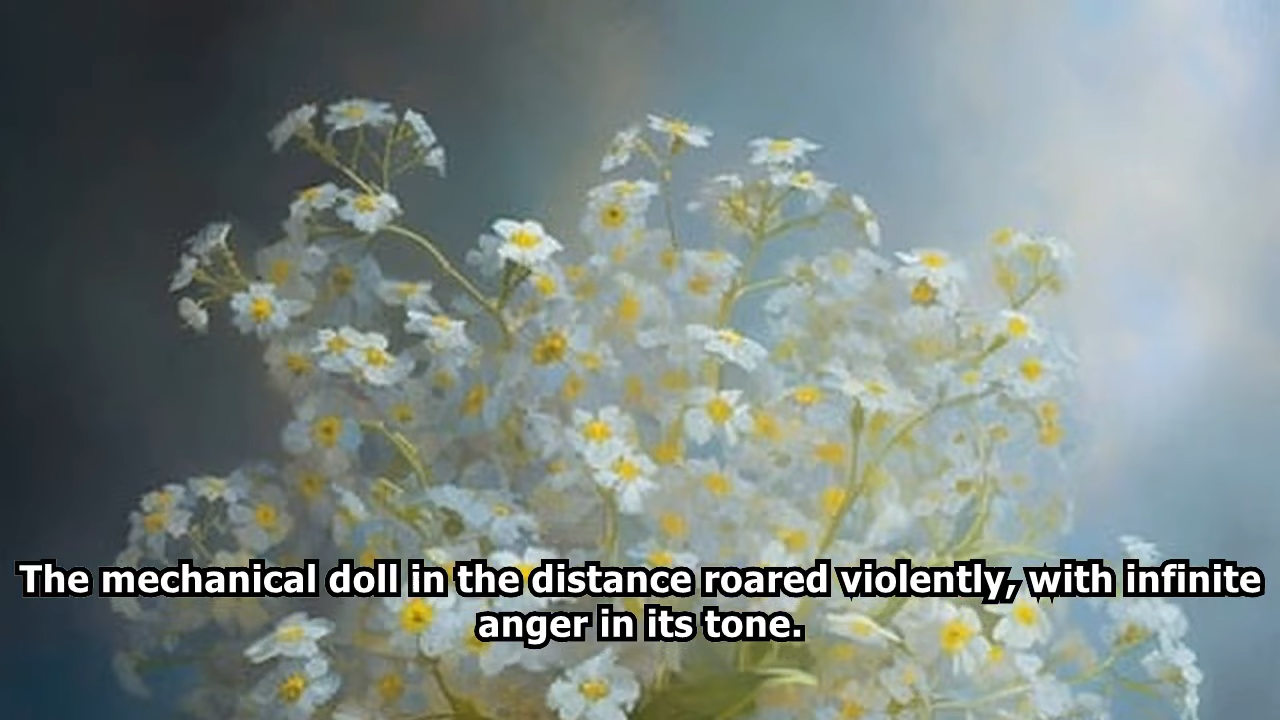 The mechanical doll in the distance roared violently, with infinite
anger in its tone.